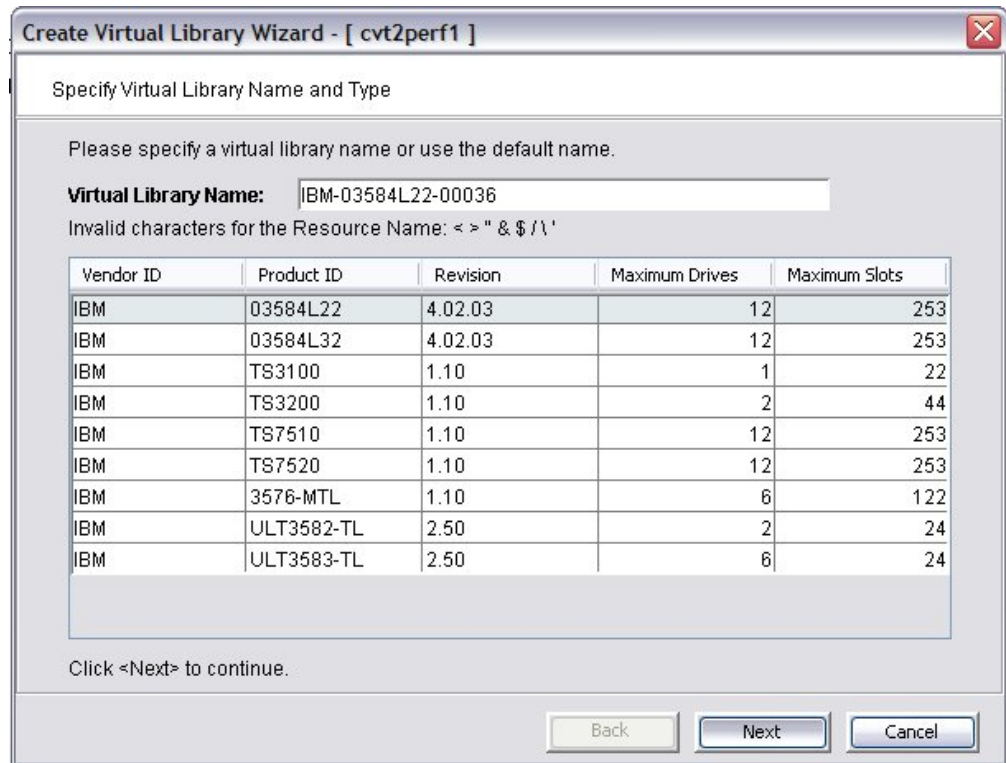 Create Virtual Library Wizard - [ cvt2perf1 ]
Specify Virtual Library Name and Type
Please specify a virtual library name or use the default name.
Virtual Library Name: IBM-03584L22-00036
Invalid characters for the Resource Name: < > " & $ / \ '
Vendor ID Product ID Revision Maximum Drives Maximum Slots
IBM 03584L22 4.02.03 12 253
IBM 03584L32 4.02.03 12 253
IBM TS3100 1.10 1 22
IBM TS3200 1.10 2 44
IBM TS7510 1.10 12 253
IBM TS7520 1.10 12 253
IBM 3576-MTL 1.10 6 122
IBM ULT3582-TL 2.50 2 24
IBM ULT3583-TL 2.50 6 24
Click <Next> to continue.
Back Next Cancel